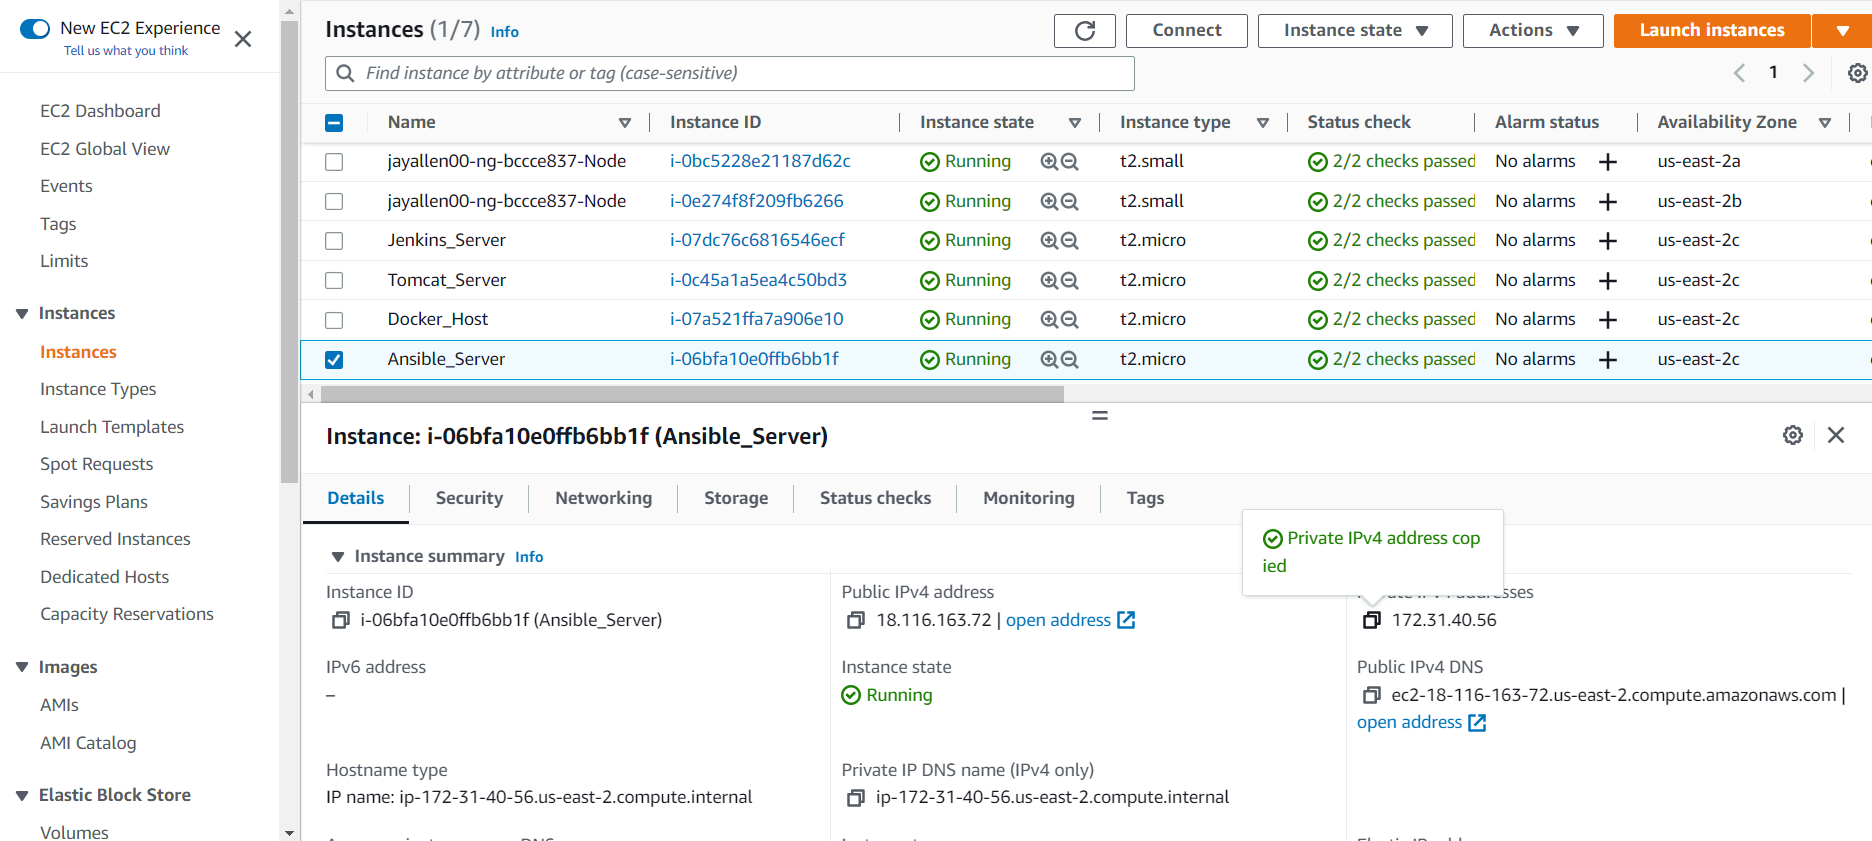 New EC2 Experience
Tell us what you think
EC2 Dashboard
EC2 Global View
Events
Tags
Limits
Instances
Instances
Instance Types
Launch Templates
Spot Requests
Savings Plans
Reserved Instances
Dedicated Hosts
Capacity Reservations
Images
AMIs
AMI Catalog
Elastic Block Store
Volumes
Instances (1/7) Info
Connect
Instance state
Actions
Launch instances
Find instance by attribute or tag (case-sensitive)
1
Name Instance ID Instance state Instance type Status check Alarm status Availability Zone
jayallen00-ng-bccce837-Node i-0bc5228e21187d62c Running t2.small 2/2 checks passed No alarms + us-east-2a
jayallen00-ng-bccce837-Node i-0e274f8f209fb6266 Running t2.small 2/2 checks passed No alarms + us-east-2b
Jenkins_Server i-07dc76c6816546ecf Running t2.micro 2/2 checks passed No alarms + us-east-2c
Tomcat_Server i-0c45a1a5ea4c50bd3 Running t2.micro 2/2 checks passed No alarms + us-east-2c
Docker_Host i-07a521ffa7a906e10 Running t2.micro 2/2 checks passed No alarms + us-east-2c
Ansible_Server i-06bfa10e0ffb6bb1f Running t2.micro 2/2 checks passed No alarms + us-east-2c
Instance: i-06bfa10e0ffb6bb1f (Ansible_Server)
Details Security Networking Storage Status checks Monitoring Tags
Private IPv4 address cop
ied
Instance summary Info
Instance ID
i-06bfa10e0ffb6bb1f (Ansible_Server)
Public IPv4 address
18.116.163.72 | open address
172.31.40.56
IPv6 address
–
Instance state
Running
Public IPv4 DNS
ec2-18-116-163-72.us-east-2.compute.amazonaws.com |
open address
Hostname type
IP name: ip-172-31-40-56.us-east-2.compute.internal
Private IP DNS name (IPv4 only)
ip-172-31-40-56.us-east-2.compute.internal